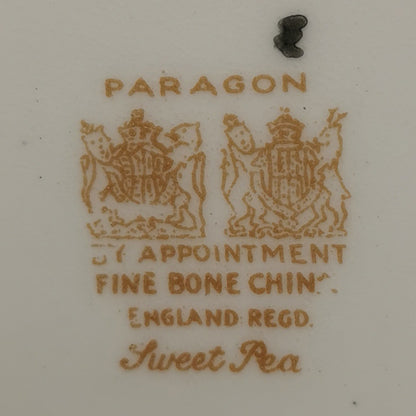 PARAGON
BY APPOINTMENT
FINE BONE CHINA
ENGLAND REGD.
Sweet Pea